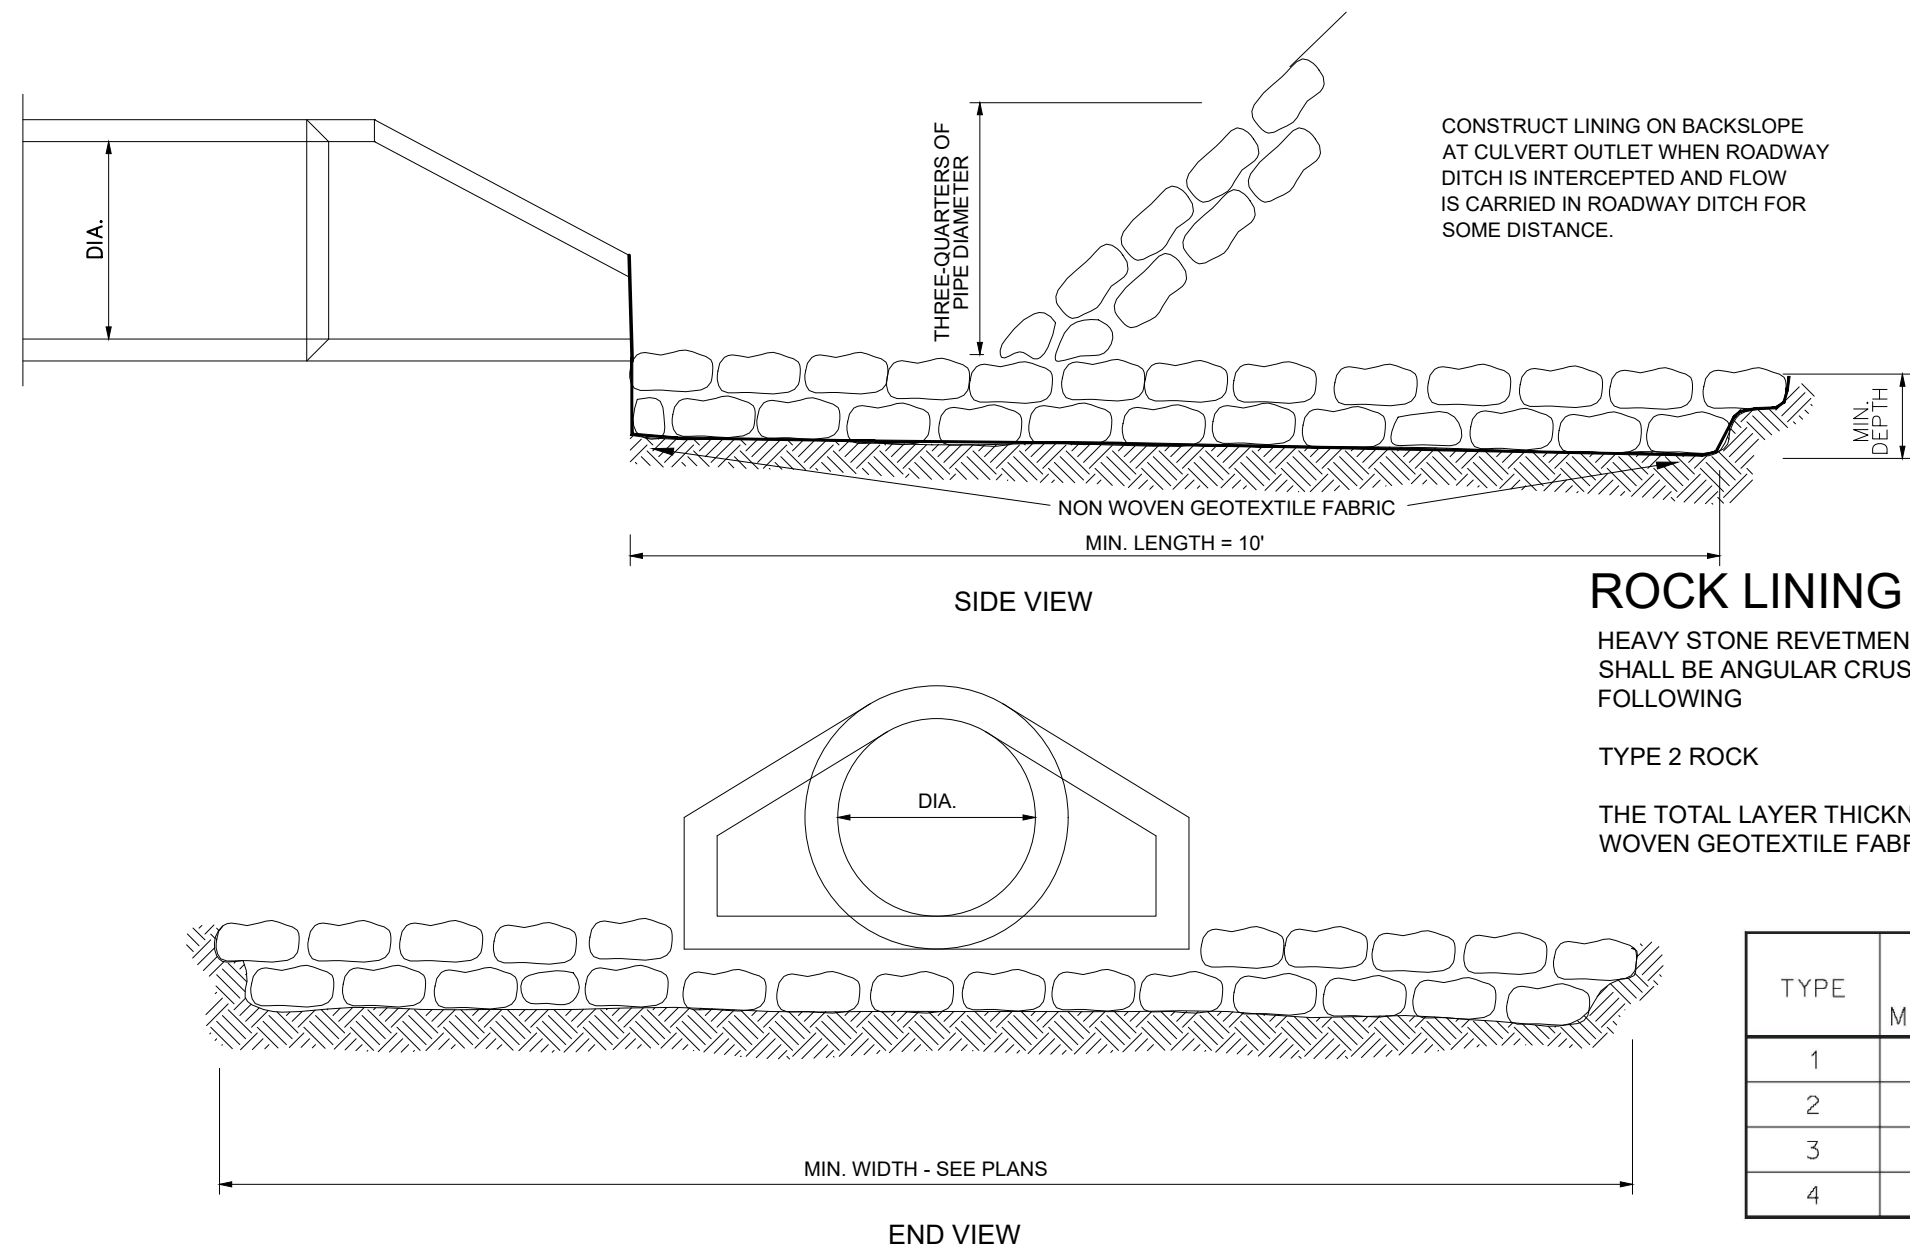 CONSTRUCT LINING ON BACKSLOPE
AT CULVERT OUTLET WHEN ROADWAY
DITCH IS INTERCEPTED AND FLOW
IS CARRIED IN ROADWAY DITCH FOR
SOME DISTANCE.
THREE-QUARTERS OF
PIPE DIAMETER
DIA.
MIN.
DEPTH
NON WOVEN GEOTEXTILE FABRIC
MIN. LENGTH = 10'
SIDE VIEW
ROCK LINING
HEAVY STONE REVETMEN
SHALL BE ANGULAR CRUS
FOLLOWING
TYPE 2 ROCK
THE TOTAL LAYER THICKN
WOVEN GEOTEXTILE FAB
DIA.
TYPE
M
1
2
3
4
MIN. WIDTH - SEE PLANS
END VIEW